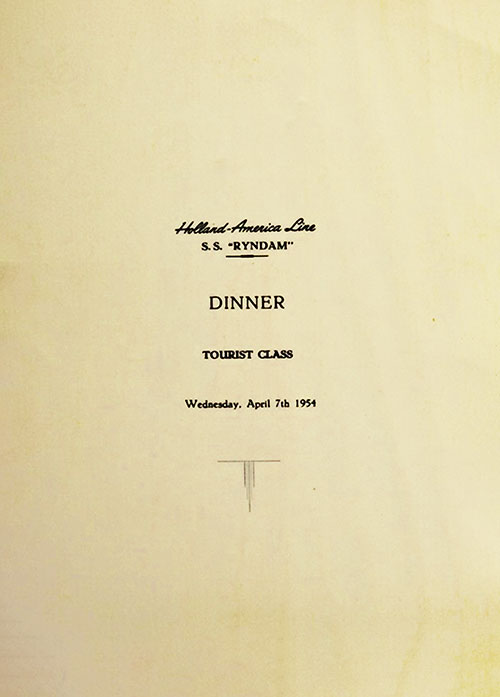 Holland-America Line
S.S. "RYNDAM"
DINNER
TOURIST CLASS
Wednesday, April 7th 1954